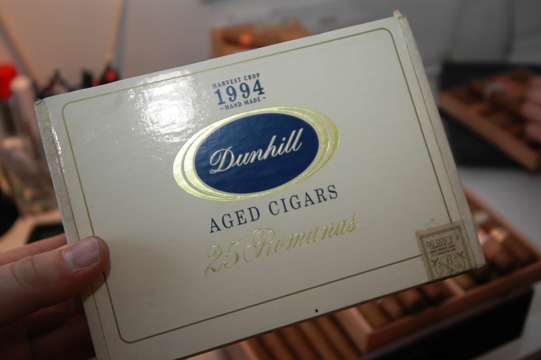 HARVEST CROP
1994
- HAND MADE -
Dunhill
AGED CIGARS
25 Romanas